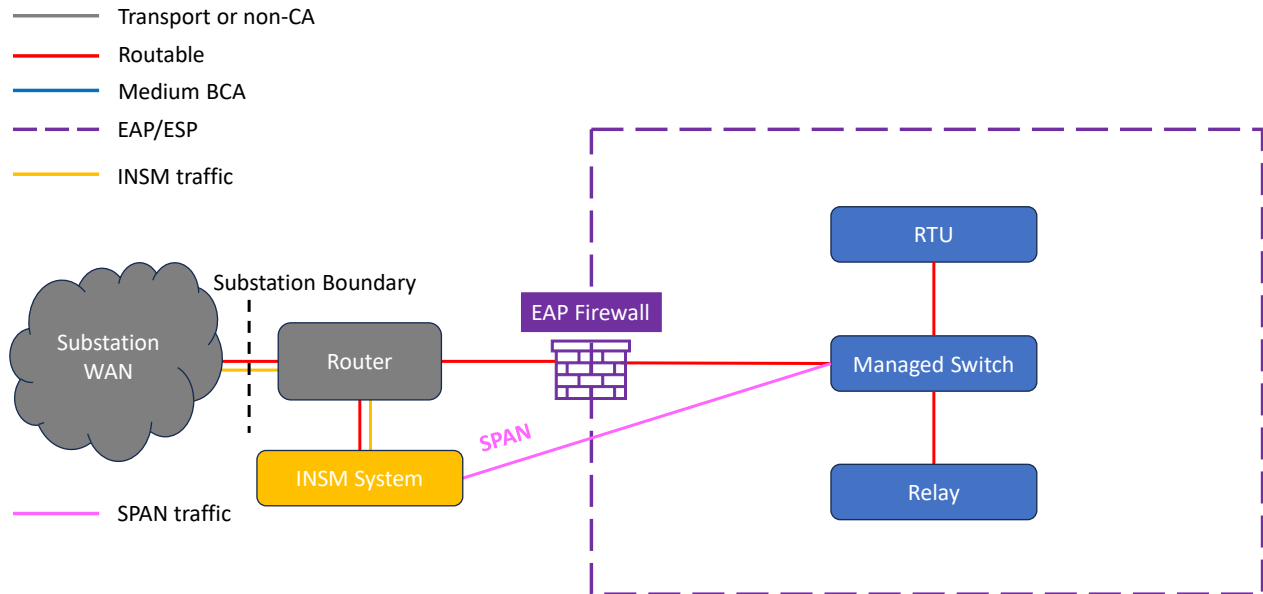 Transport or non-CA
Routable
Medium BCA
EAP/ESP
INSM traffic
RTU
Substation Boundary
EAP Firewall
Substation
WAN
Router
Managed Switch
SPAN
INSM System
Relay
SPAN traffic